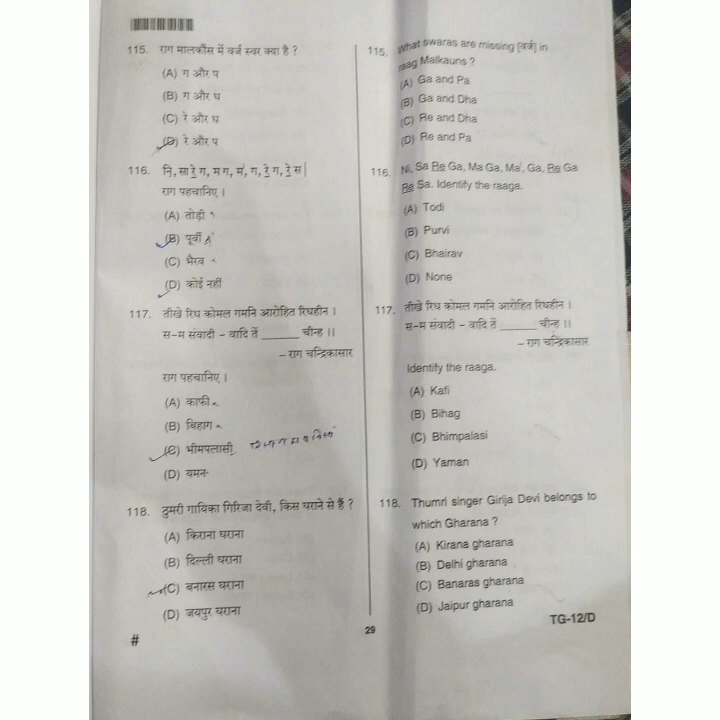 115. राग मालकौंस में वर्ज स्वर क्या है ?
(A) ग और प
(B) ग और ध
(C) रे और ध
(D) रे और प
116. नि़, सा रे॒ ग, म ग, म॑, ग, रे॒ ग, रे॒ स|
राग पहचानिए ।
(A) तोड़ी
(B) पूर्वी
(C) भैरव
(D) कोई नहीं
117. तीखे रिध कोमल गमनि आरोहित रिधहीन ।
स–म संवादी – वादि तें ______ चीन्ह ।।
– राग चन्द्रिकासार
राग पहचानिए ।
(A) काफी
(B) बिहाग
(C) भीमपलासी
(D) यमन
118. ठुमरी गायिका गिरिजा देवी, किस घराने से हैं ?
(A) किराना घराना
(B) दिल्ली घराना
(C) बनारस घराना
(D) जयपुर घराना
#
115. What swaras are missing [वर्ज] in
raag Malkauns ?
(A) Ga and Pa
(B) Ga and Dha
(C) Re and Dha
(D) Re and Pa
116. Ni, Sa Re Ga, Ma Ga, Ma', Ga, Re Ga
Re Sa. Identify the raaga.
(A) Todi
(B) Purvi
(C) Bhairav
(D) None
117. तीखे रिध कोमल गमनि आरोहित रिधहीन ।
स–म संवादी – वादि तें ______ चीन्ह ।।
– राग चन्द्रिकासार
Identify the raaga.
(A) Kafi
(B) Bihag
(C) Bhimpalasi
(D) Yaman
118. Thumri singer Girija Devi belongs to
which Gharana ?
(A) Kirana gharana
(B) Delhi gharana
(C) Banaras gharana
(D) Jaipur gharana
29
TG-12/D